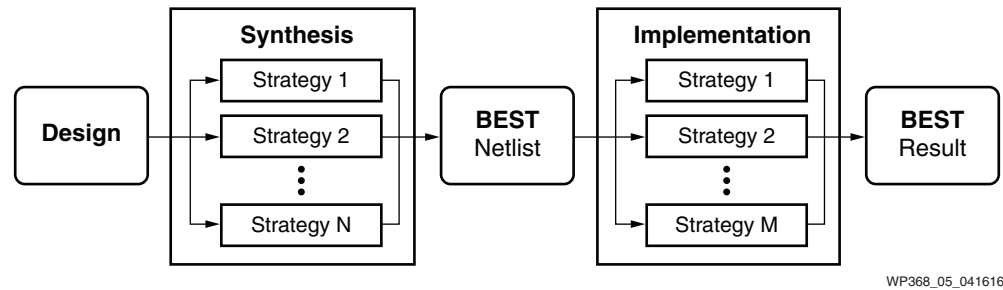 Synthesis
Implementation
Design
Strategy 1
Strategy 2
Strategy N
BEST
Netlist
Strategy 1
Strategy 2
Strategy M
BEST
Result
WP368_05_041616